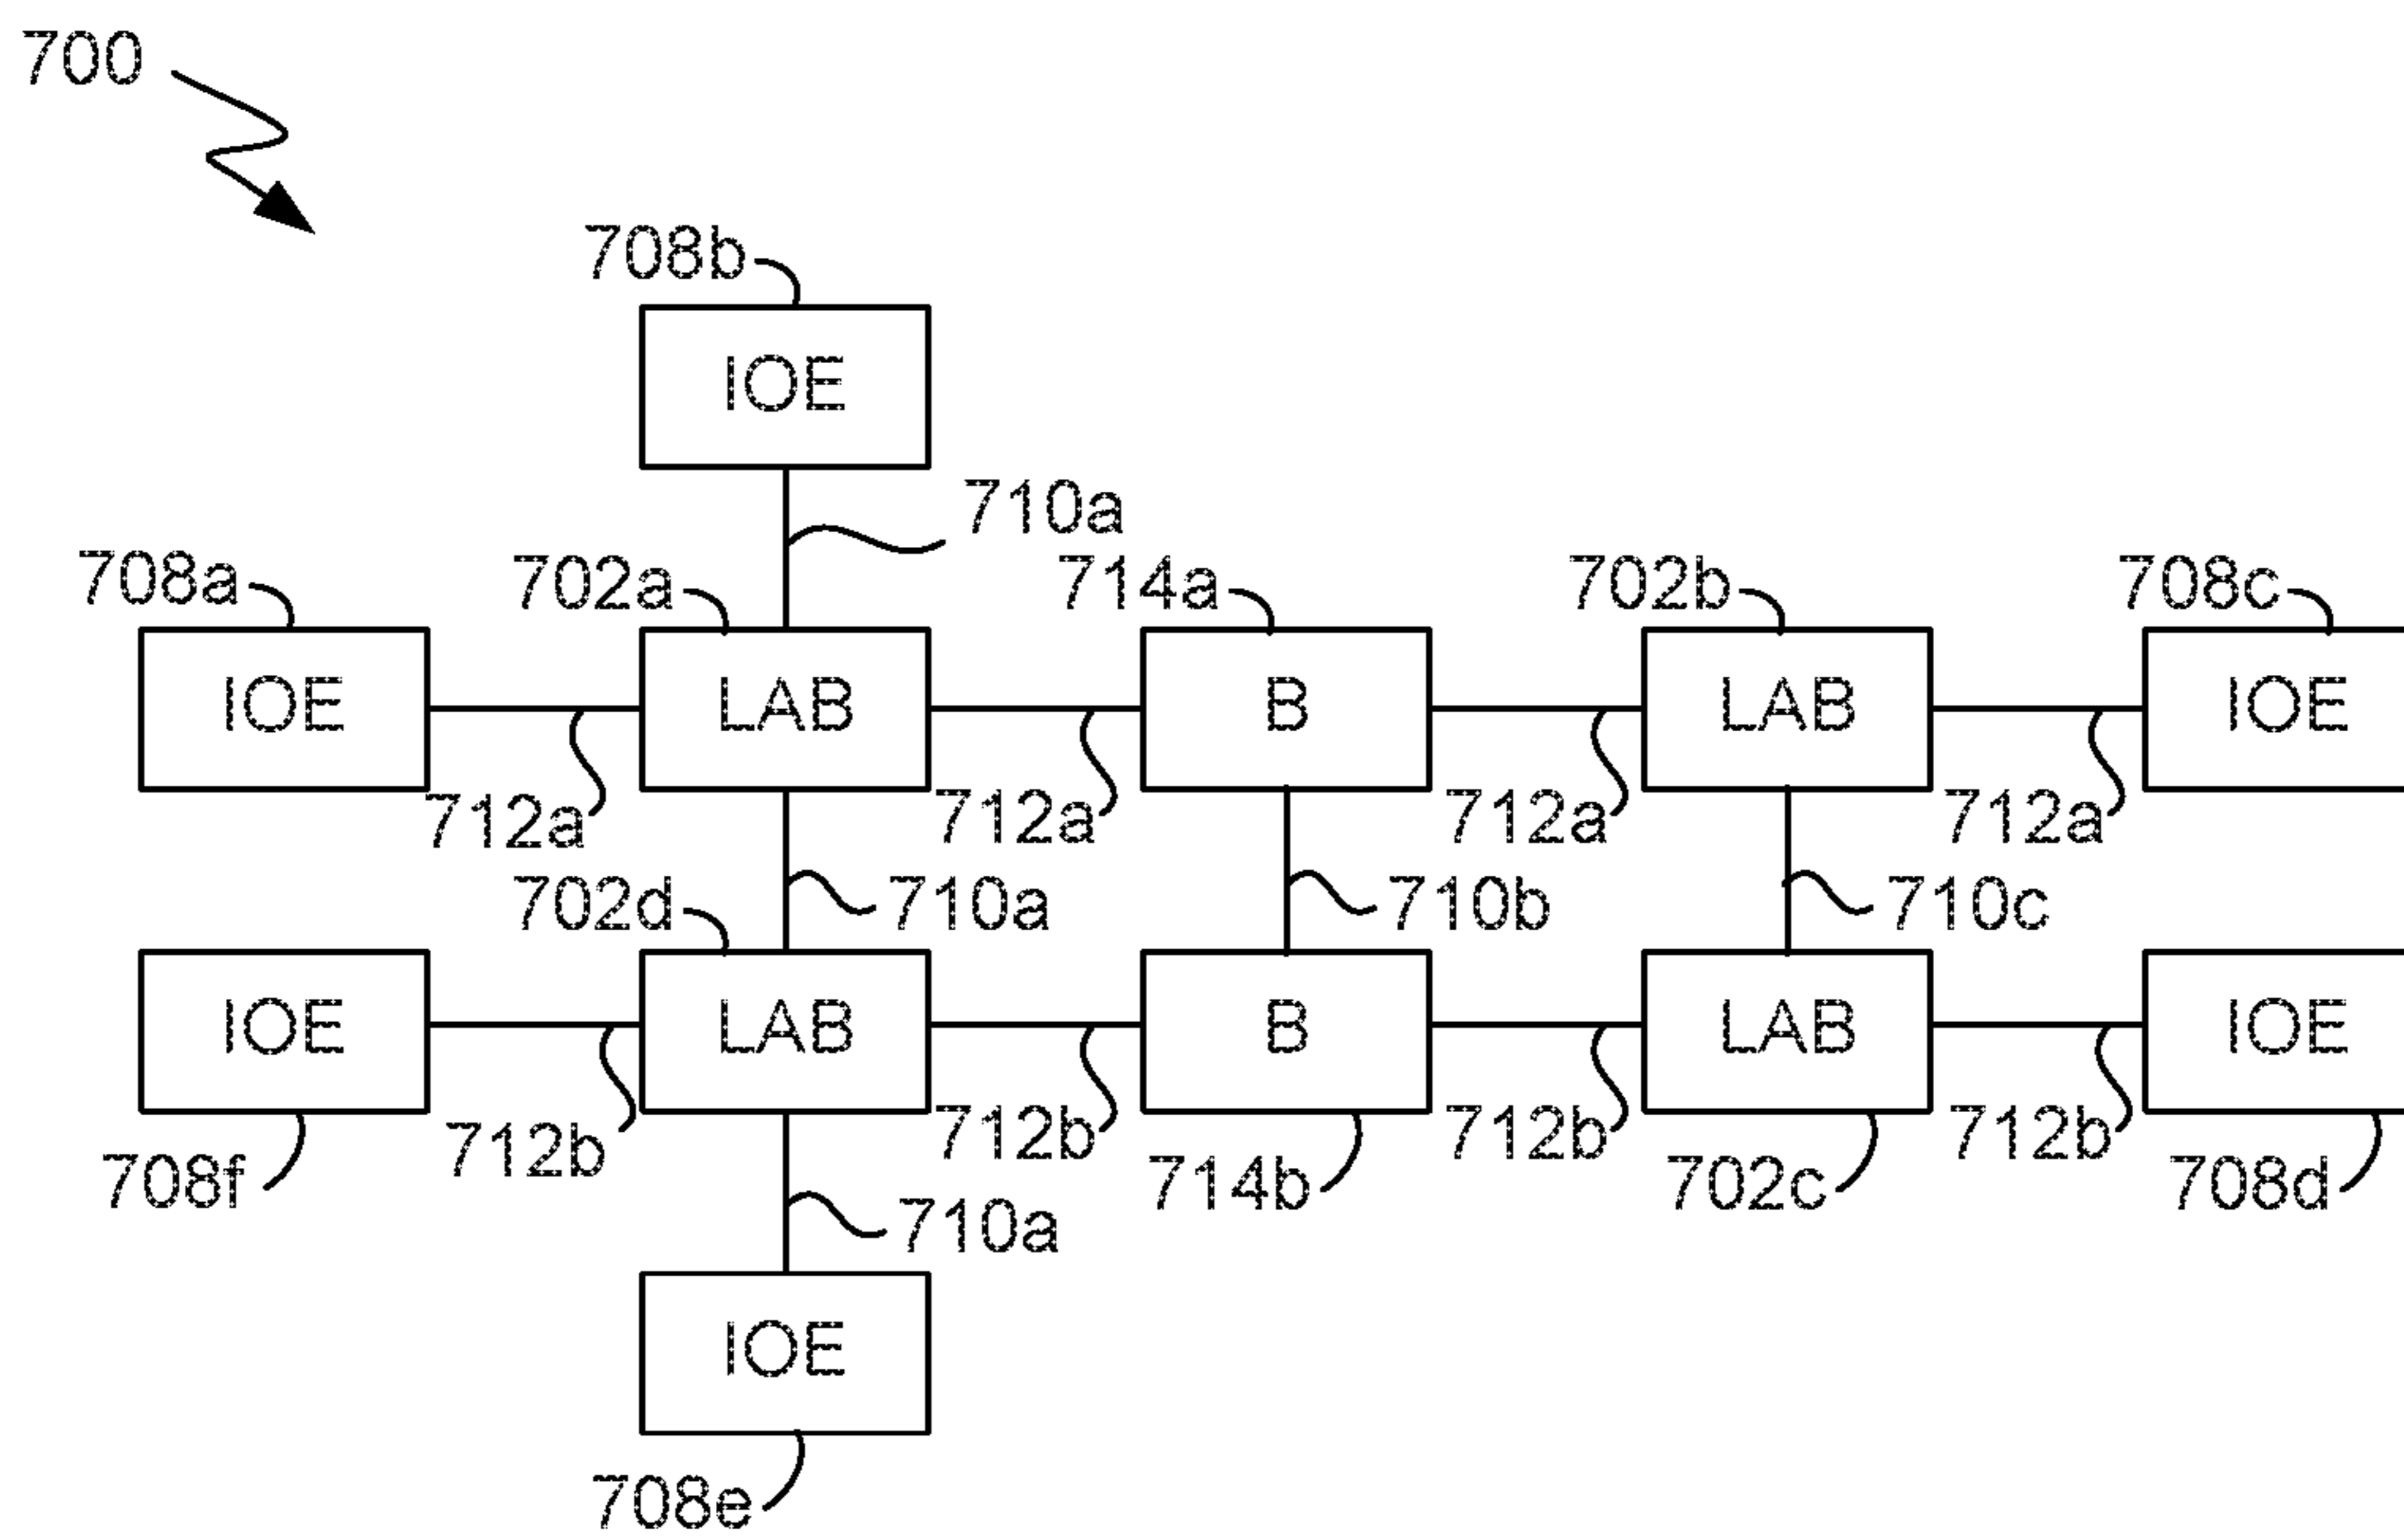 700
708b
IOE
710a
708a 702a 714a 702b 708c
IOE LAB B LAB IOE
712a 712a 712a 712a
702d 710a 710b 710c
IOE LAB B LAB IOE
712b 712b 712b 712b
708f 714b 702c 708d
710a
IOE
708e